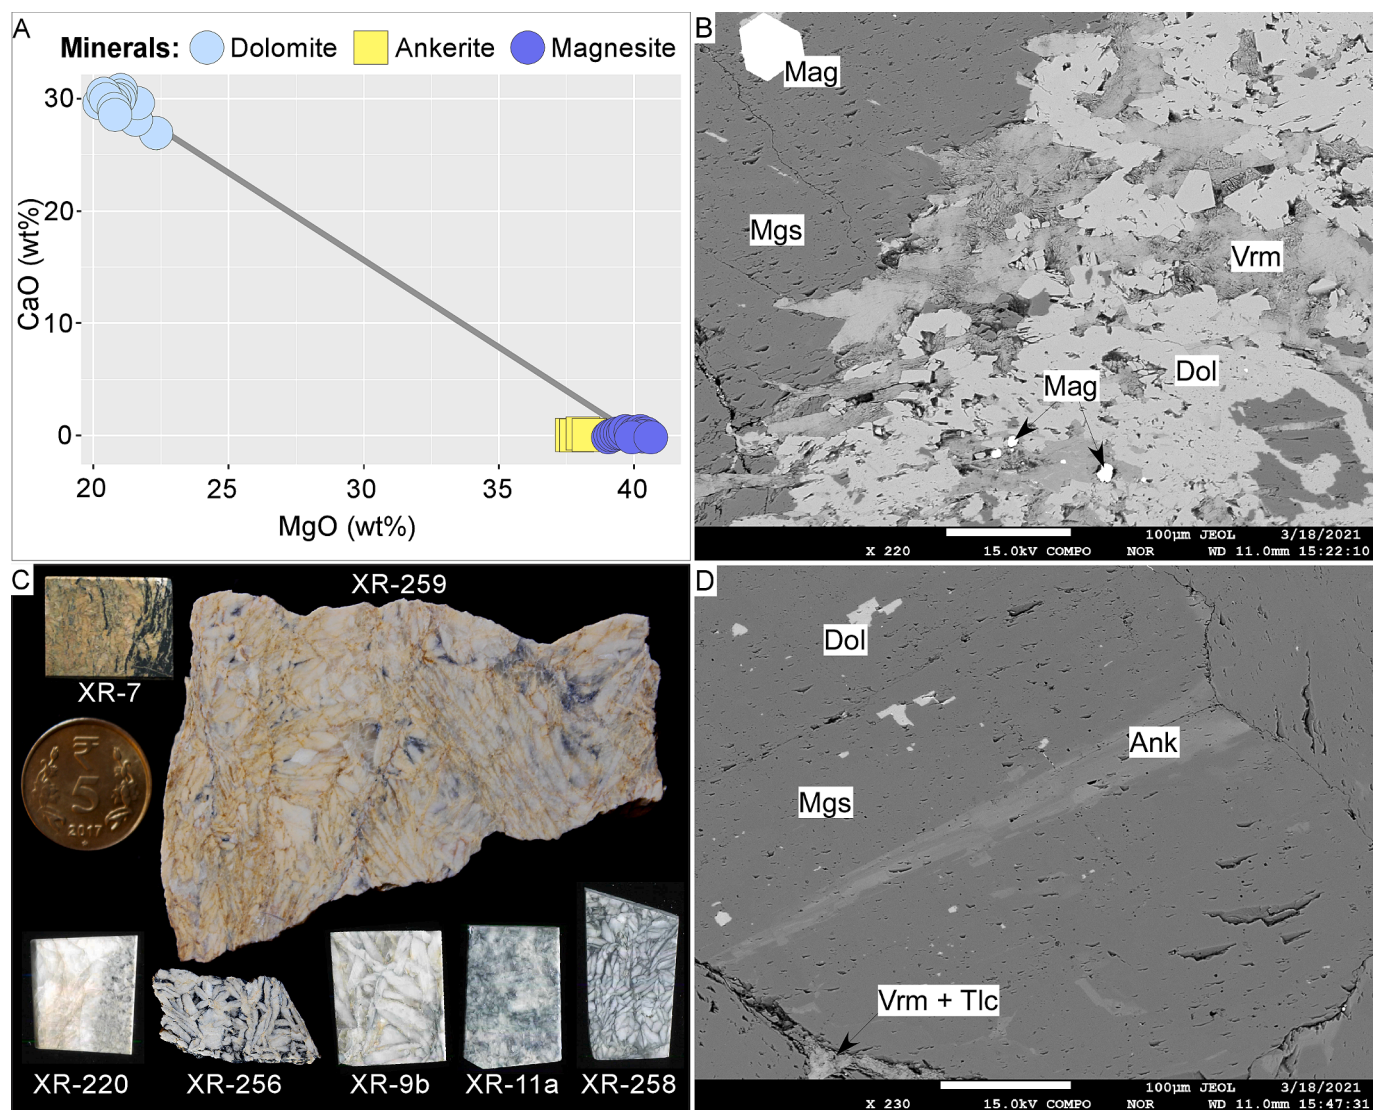 A
Minerals: Dolomite Ankerite Magnesite
30
20
10
0
CaO (wt%)
20 25 30 35 40
MgO (wt%)
B
Mag
Mgs
Vrm
Dol
Mag
100µm JEOL 3/18/2021
X 220 15.0kV COMPO NOR WD 11.0mm 15:22:10
C
XR-259
XR-7
5
2017
XR-220
XR-256
XR-9b
XR-11a
XR-258
D
Dol
Ank
Mgs
Vrm + Tlc
100µm JEOL 3/18/2021
X 230 15.0kV COMPO NOR WD 11.0mm 15:47:31